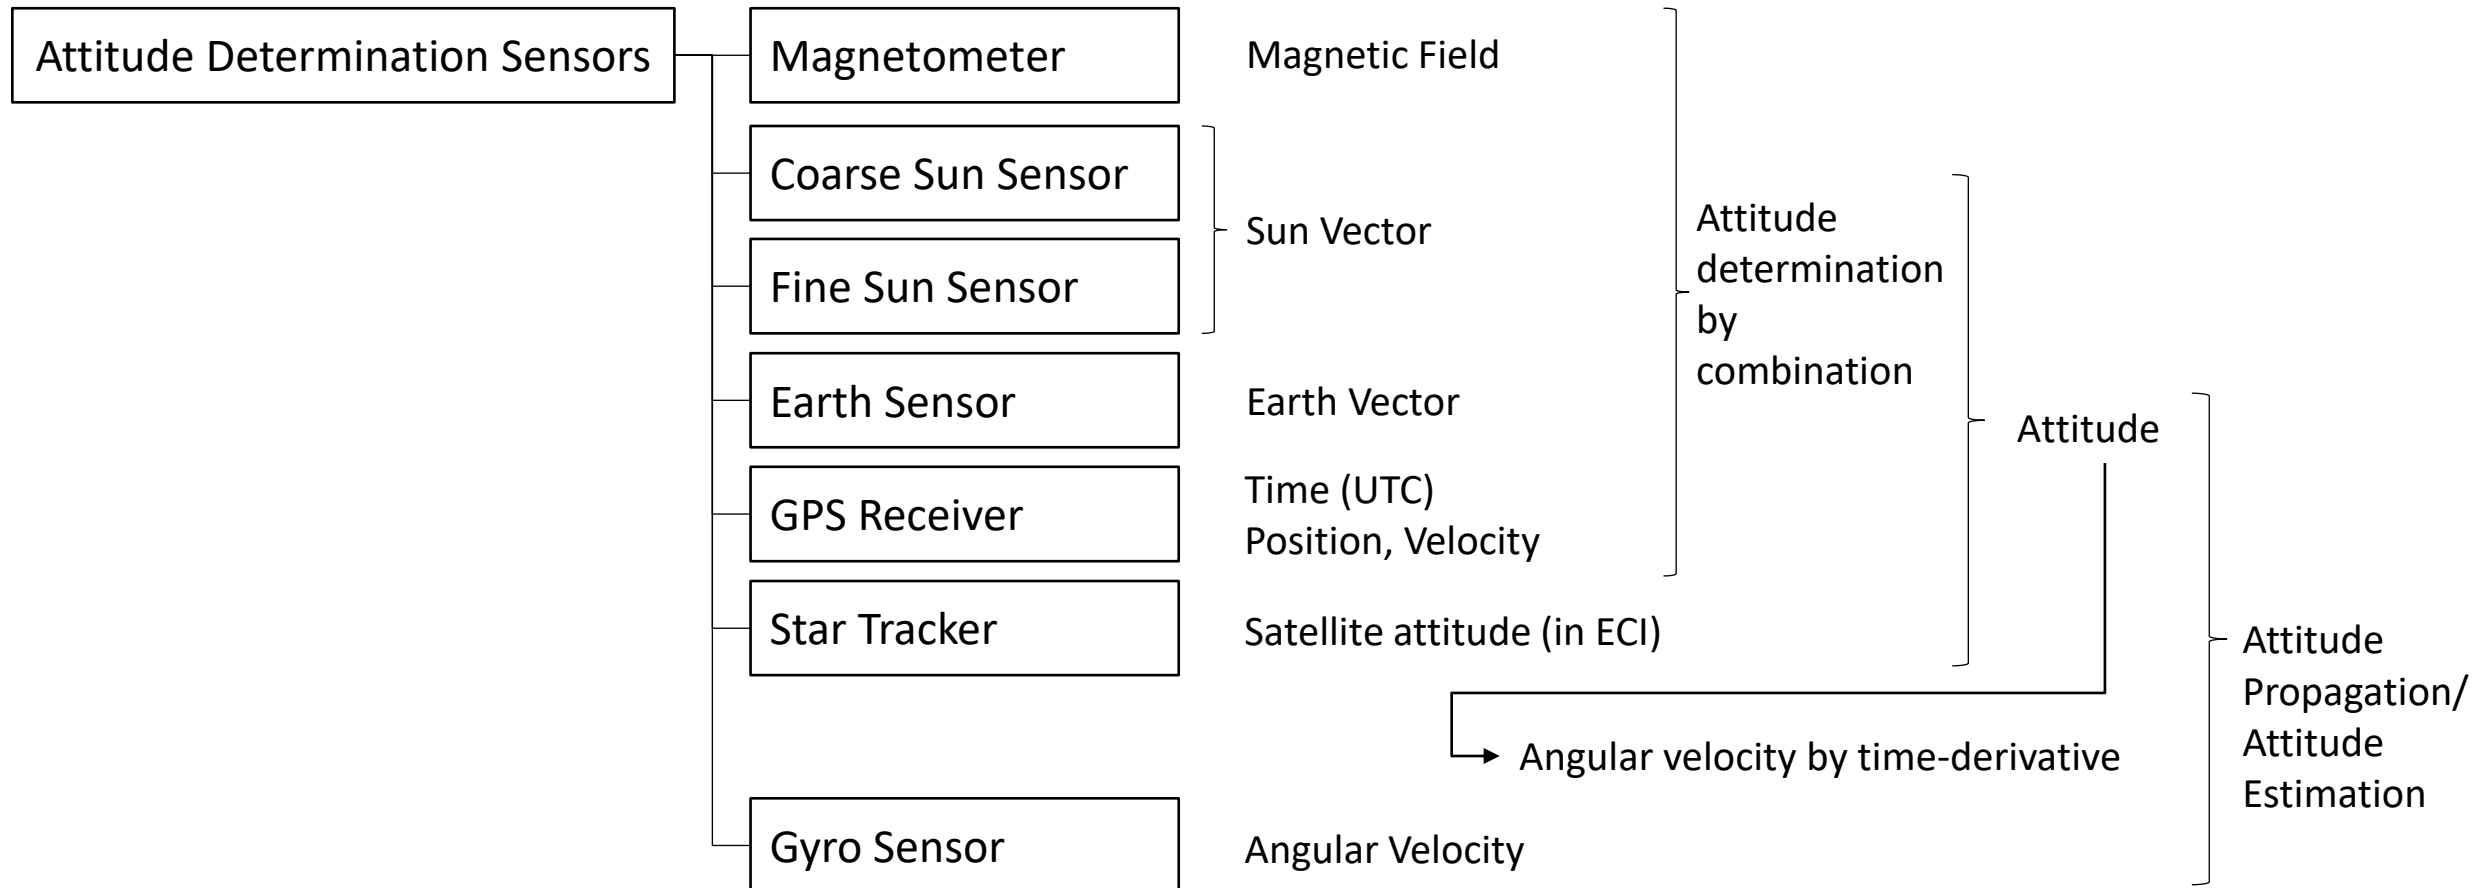 Attitude Determination Sensors
Magnetometer
Magnetic Field
Coarse Sun Sensor
Fine Sun Sensor
Sun Vector
Earth Sensor
Earth Vector
GPS Receiver
Time (UTC)
Position, Velocity
Star Tracker
Satellite attitude (in ECI)
Gyro Sensor
Angular Velocity
Attitude
determination
by
combination
Attitude
Angular velocity by time-derivative
Attitude
Propagation/
Attitude
Estimation